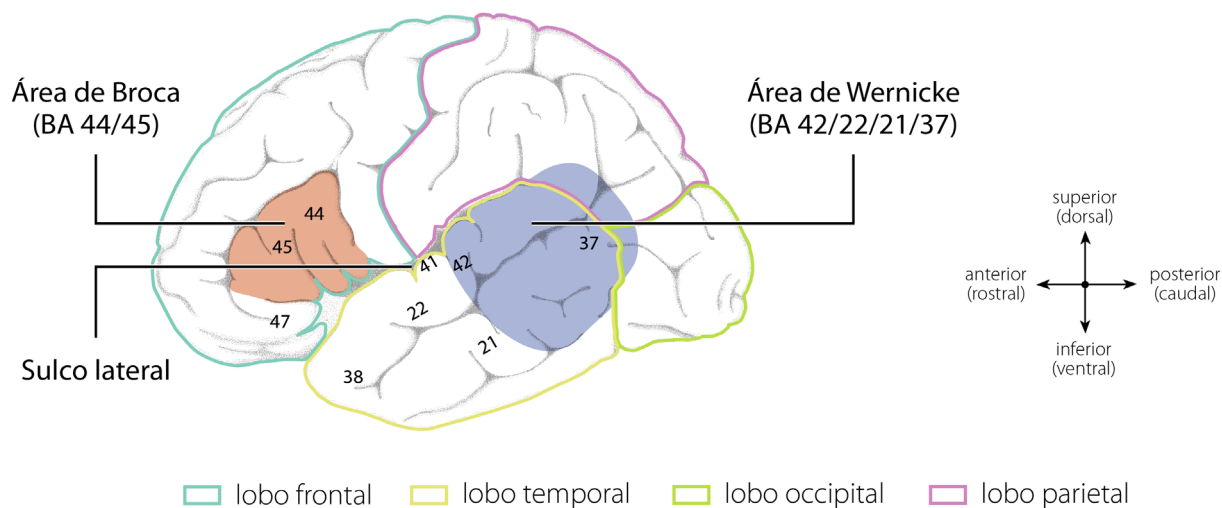 Área de Broca
(BA 44/45)
Área de Wernicke
(BA 42/22/21/37)
44
45
47
41
42
37
22
21
38
Sulco lateral
superior
(dorsal)
anterior
(rostral)
posterior
(caudal)
inferior
(ventral)
lobo frontal
lobo temporal
lobo occipital
lobo parietal